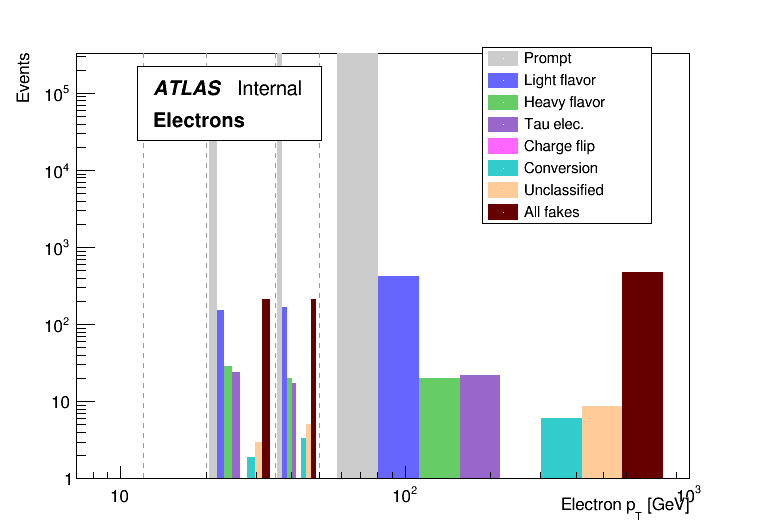 Events
10^5
10^4
10^3
10^2
10
1
ATLAS Internal
Electrons
Prompt
Light flavor
Heavy flavor
Tau elec.
Charge flip
Conversion
Unclassified
All fakes
10
10^2
10^3
Electron p_T [GeV]